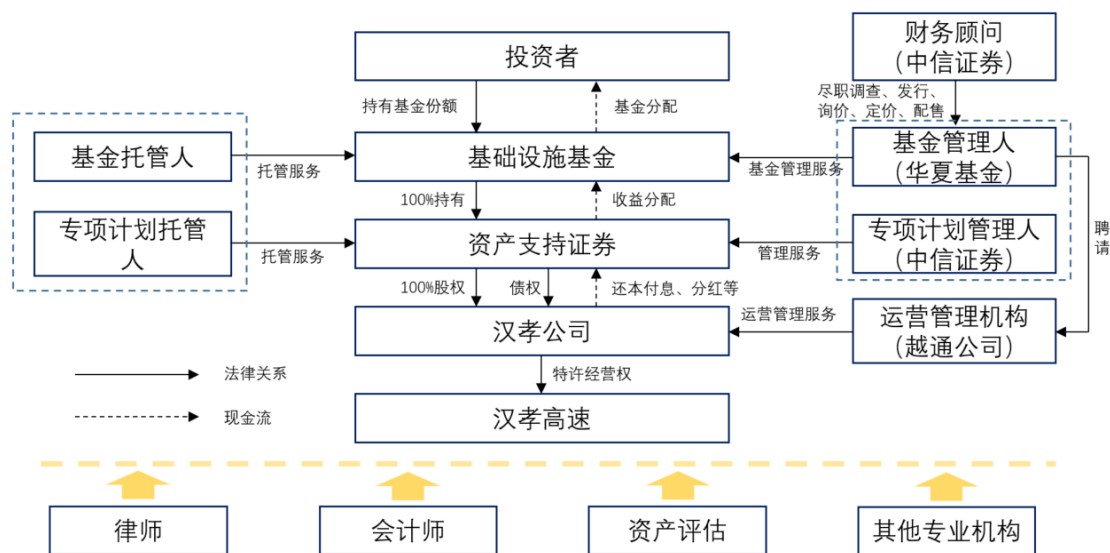 财务顾问
（中信证券）
投资者
尽职调查、发行、
询价、定价、配售
持有基金份额
基金分配
基金托管人
托管服务
基础设施基金
基金管理服务
基金管理人
（华夏基金）
100%持有
收益分配
专项计划托管
人
托管服务
资产支持证券
管理服务
专项计划管理人
（中信证券）
聘
请
100%股权
债权
还本付息、分红等
汉孝公司
运营管理服务
运营管理机构
（越通公司）
法律关系
特许经营权
现金流
汉孝高速
律师
会计师
资产评估
其他专业机构